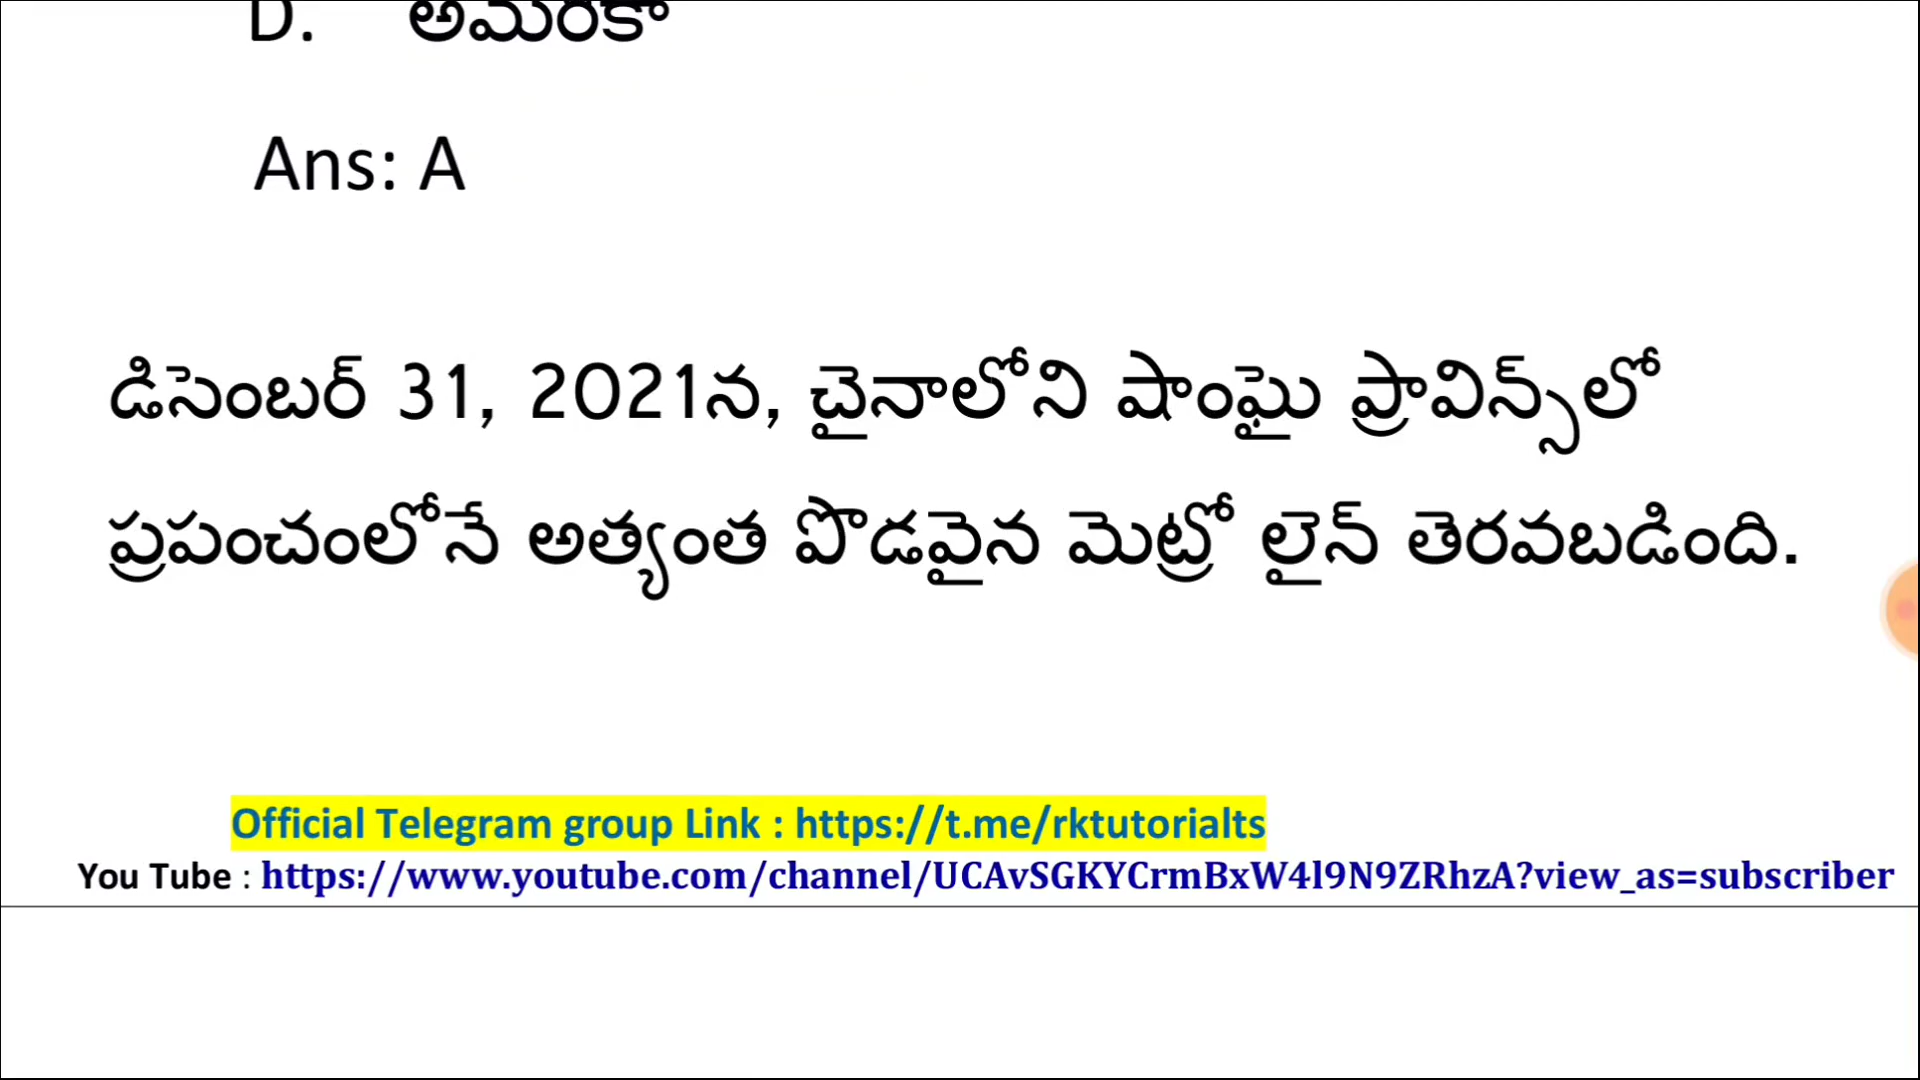 D. అమెరికా
Ans: A
డిసెంబర్ 31, 2021న, చైనాలోని షాంఘై ప్రావిన్స్‌లో
ప్రపంచంలోనే అత్యంత పొడవైన మెట్రో లైన్ తెరవబడింది.
Official Telegram group Link : https://t.me/rktutorialts
You Tube : https://www.youtube.com/channel/UCAvSGKYCrmBxW4l9N9ZRhzA?view_as=subscriber